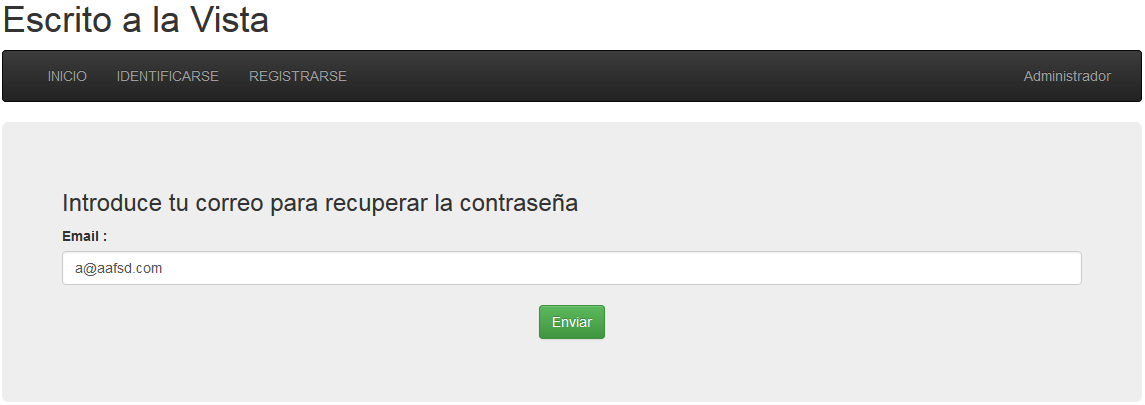 Escrito a la Vista
INICIO IDENTIFICARSE REGISTRARSE Administrador
Introduce tu correo para recuperar la contraseña
Email :
a@aafsd.com
Enviar